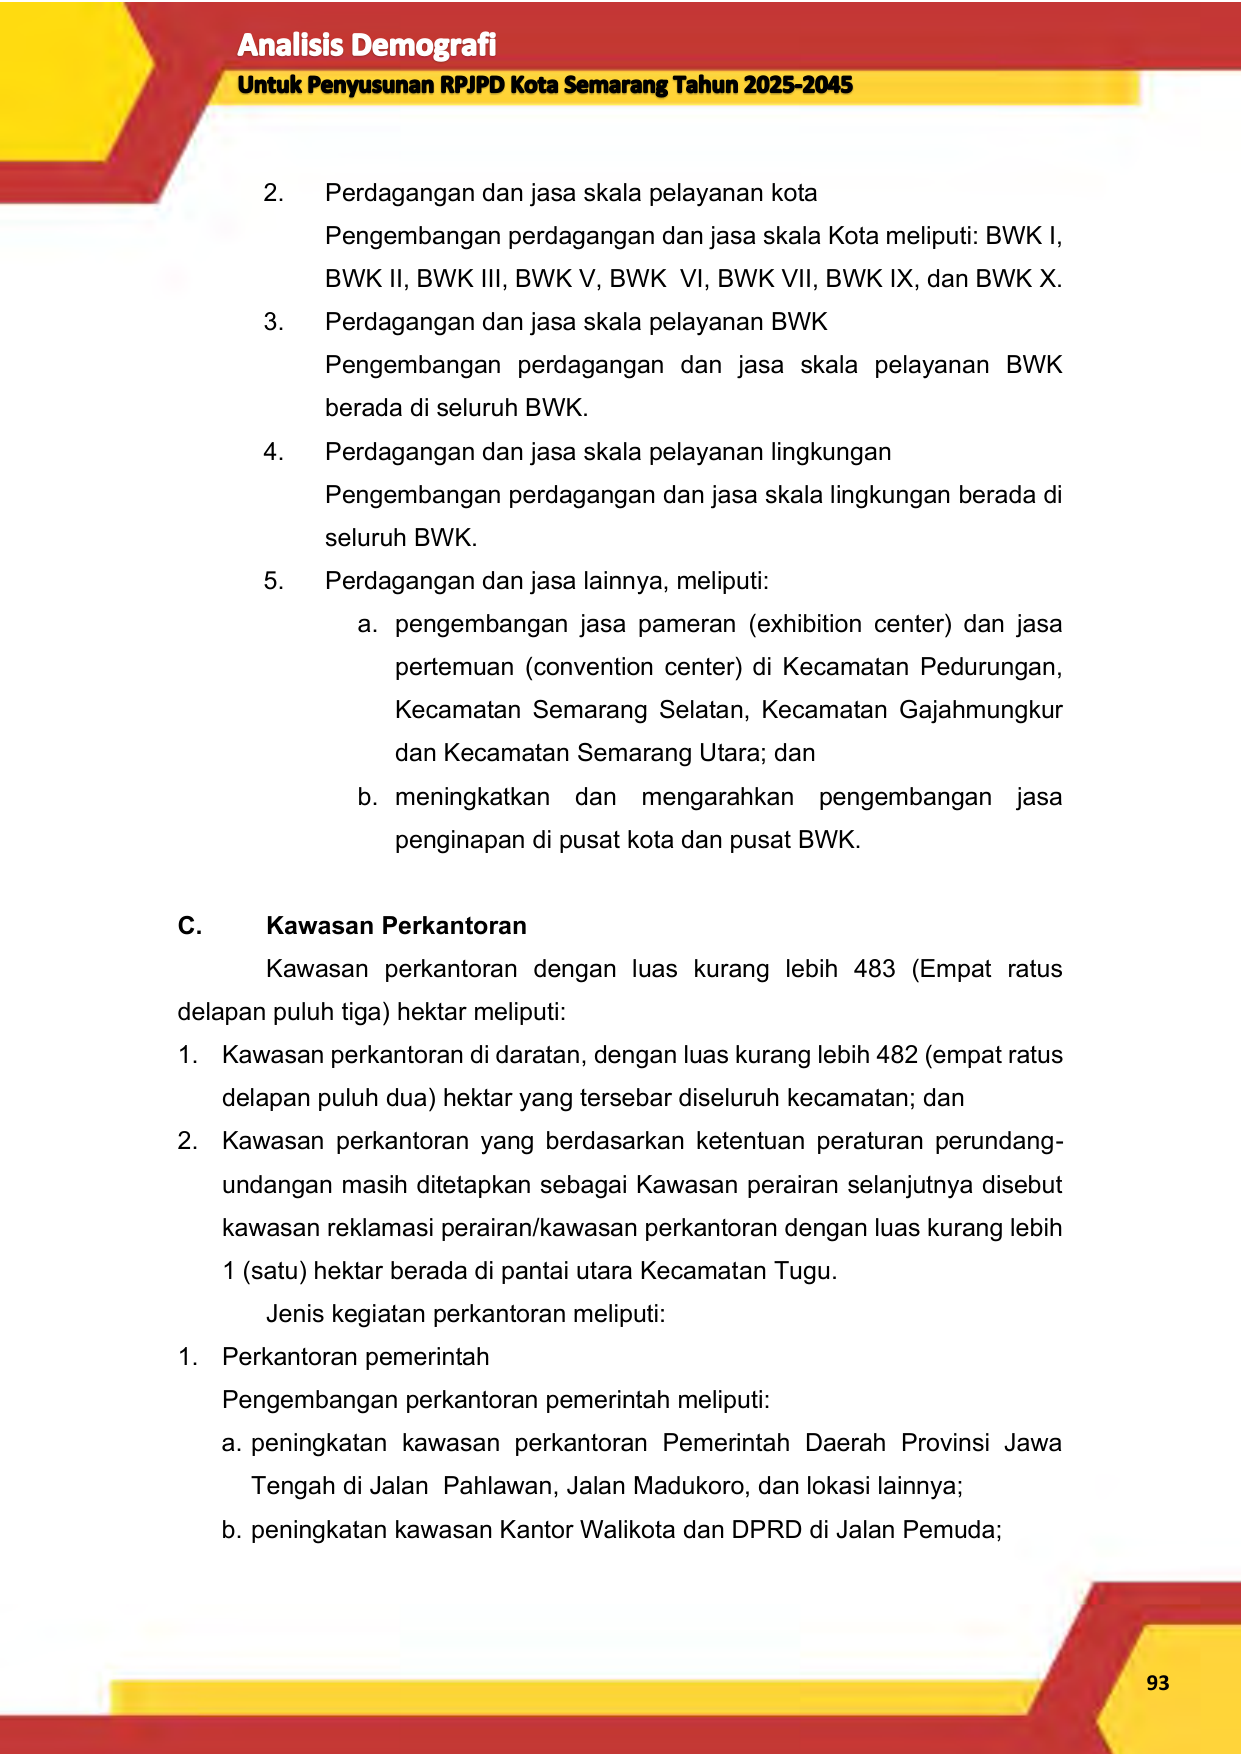 Analisis Demografi
Untuk Penyusunan RPJPD Kota Semarang Tahun 2025-2045
2. Perdagangan dan jasa skala pelayanan kota
Pengembangan perdagangan dan jasa skala Kota meliputi: BWK I,
BWK II, BWK III, BWK V, BWK VI, BWK VII, BWK IX, dan BWK X.
3. Perdagangan dan jasa skala pelayanan BWK
Pengembangan perdagangan dan jasa skala pelayanan BWK
berada di seluruh BWK.
4. Perdagangan dan jasa skala pelayanan lingkungan
Pengembangan perdagangan dan jasa skala lingkungan berada di
seluruh BWK.
5. Perdagangan dan jasa lainnya, meliputi:
a. pengembangan jasa pameran (exhibition center) dan jasa
pertemuan (convention center) di Kecamatan Pedurungan,
Kecamatan Semarang Selatan, Kecamatan Gajahmungkur
dan Kecamatan Semarang Utara; dan
b. meningkatkan dan mengarahkan pengembangan jasa
penginapan di pusat kota dan pusat BWK.
C. Kawasan Perkantoran
Kawasan perkantoran dengan luas kurang lebih 483 (Empat ratus
delapan puluh tiga) hektar meliputi:
1. Kawasan perkantoran di daratan, dengan luas kurang lebih 482 (empat ratus
delapan puluh dua) hektar yang tersebar diseluruh kecamatan; dan
2. Kawasan perkantoran yang berdasarkan ketentuan peraturan perundang-
undangan masih ditetapkan sebagai Kawasan perairan selanjutnya disebut
kawasan reklamasi perairan/kawasan perkantoran dengan luas kurang lebih
1 (satu) hektar berada di pantai utara Kecamatan Tugu.
Jenis kegiatan perkantoran meliputi:
1. Perkantoran pemerintah
Pengembangan perkantoran pemerintah meliputi:
a. peningkatan kawasan perkantoran Pemerintah Daerah Provinsi Jawa
Tengah di Jalan Pahlawan, Jalan Madukoro, dan lokasi lainnya;
b. peningkatan kawasan Kantor Walikota dan DPRD di Jalan Pemuda;
93